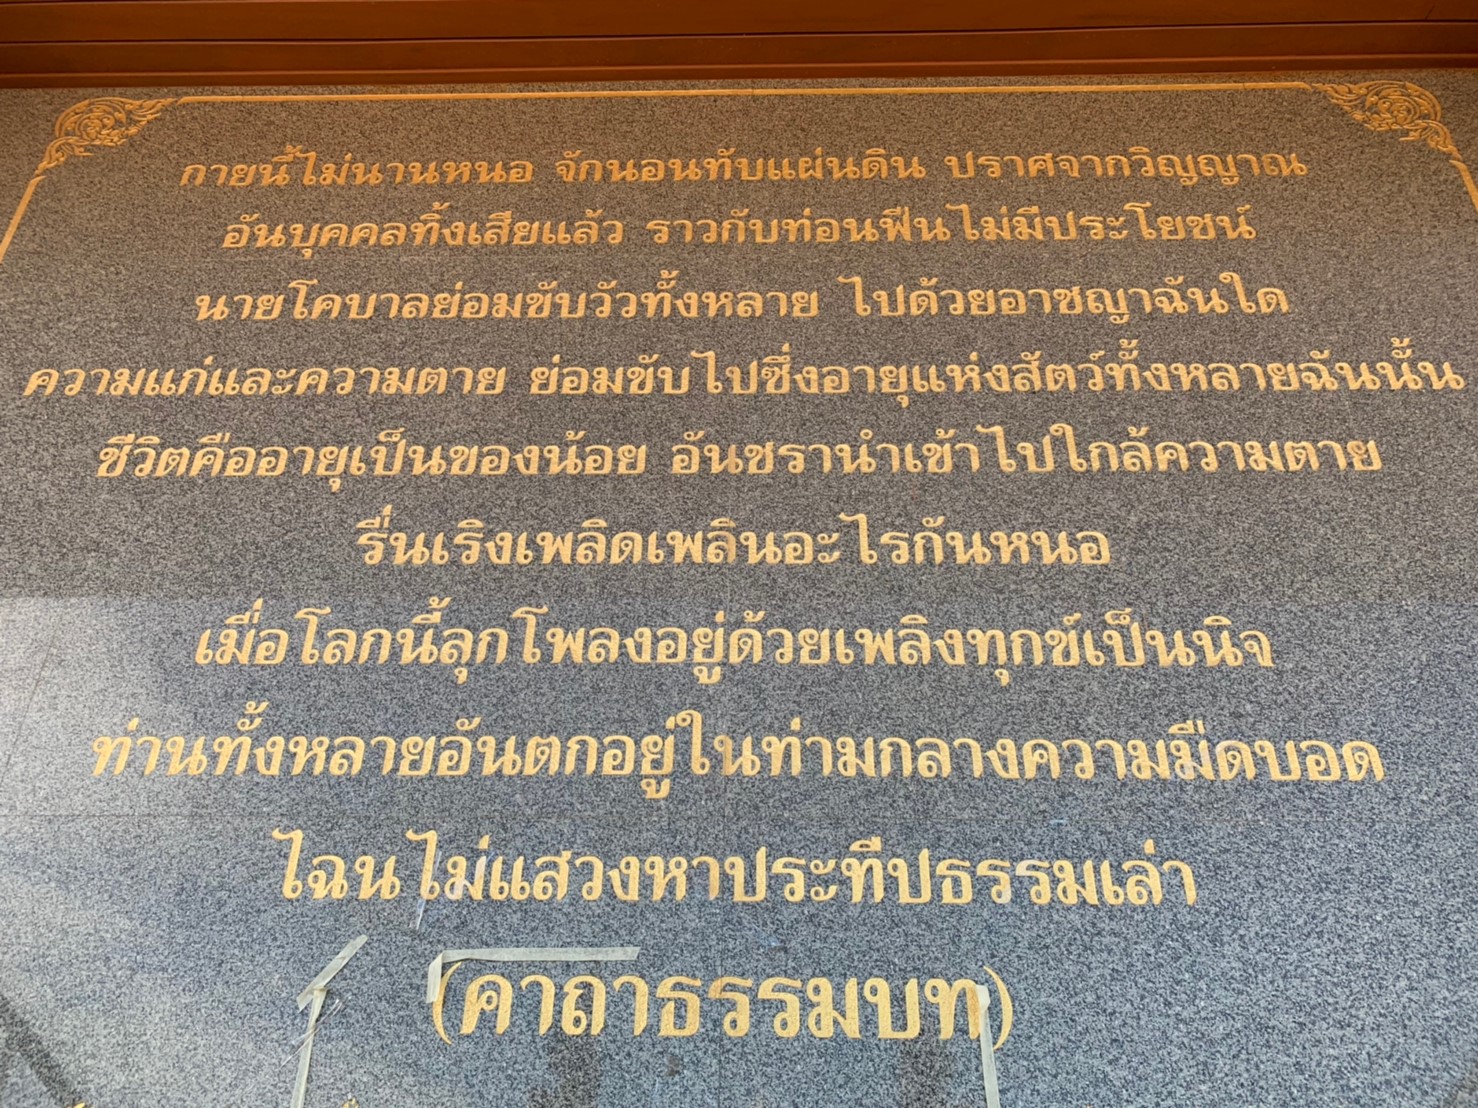 กายนี้ไม่นานหนอ จักนอนทับแผ่นดิน ปราศจากวิญญาณ
อันบุคคลทิ้งเสียแล้ว ราวกับท่อนฟืนไม่มีประโยชน์
นายโคบาลย่อมขับวัวทั้งหลาย ไปด้วยอาชญาฉันใด
ความแก่และความตาย ย่อมขับไปซึ่งอายุแห่งสัตว์ทั้งหลายฉันนั้น
ชีวิตคืออายุเป็นของน้อย อันชรานำเข้าไปใกล้ความตาย
รื่นเริงเพลิดเพลินอะไรกันหนอ
เมื่อโลกนี้ลุกโพลงอยู่ด้วยเพลิงทุกข์เป็นนิจ
ท่านทั้งหลายอันตกอยู่ในท่ามกลางความมืดบอด
ไฉนไม่แสวงหาประทีปธรรมเล่า
(คาถาธรรมบท)